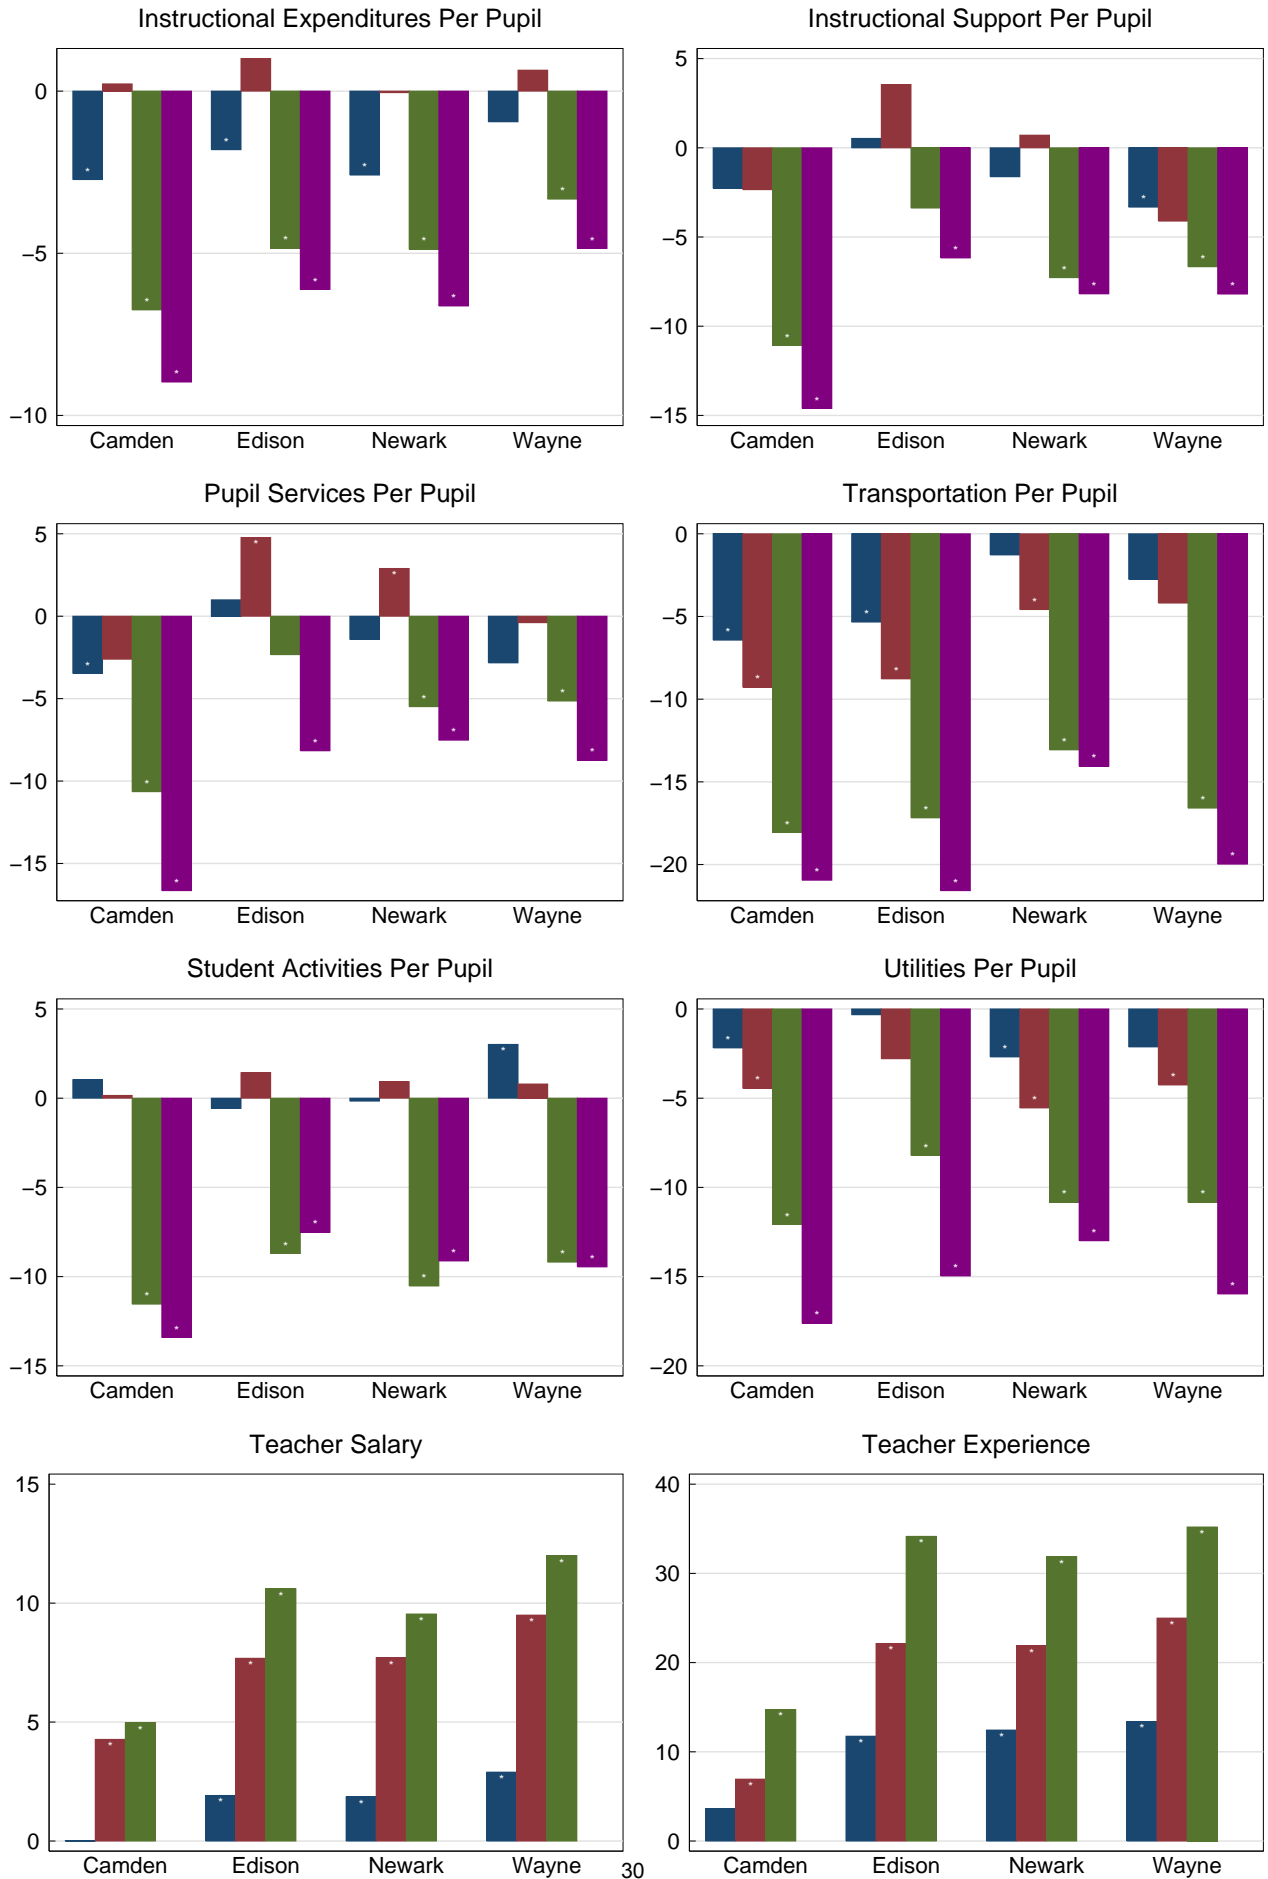 Instructional Expenditures Per Pupil
0
−5
−10
Camden Edison Newark Wayne
Instructional Support Per Pupil
5
0
−5
−10
−15
Camden Edison Newark Wayne
Pupil Services Per Pupil
5
0
−5
−10
−15
Camden Edison Newark Wayne
Transportation Per Pupil
0
−5
−10
−15
−20
Camden Edison Newark Wayne
Student Activities Per Pupil
5
0
−5
−10
−15
Camden Edison Newark Wayne
Utilities Per Pupil
0
−5
−10
−15
−20
Camden Edison Newark Wayne
Teacher Salary
15
10
5
0
Camden Edison Newark Wayne
Teacher Experience
40
30
20
10
0
Camden Edison Newark Wayne
30